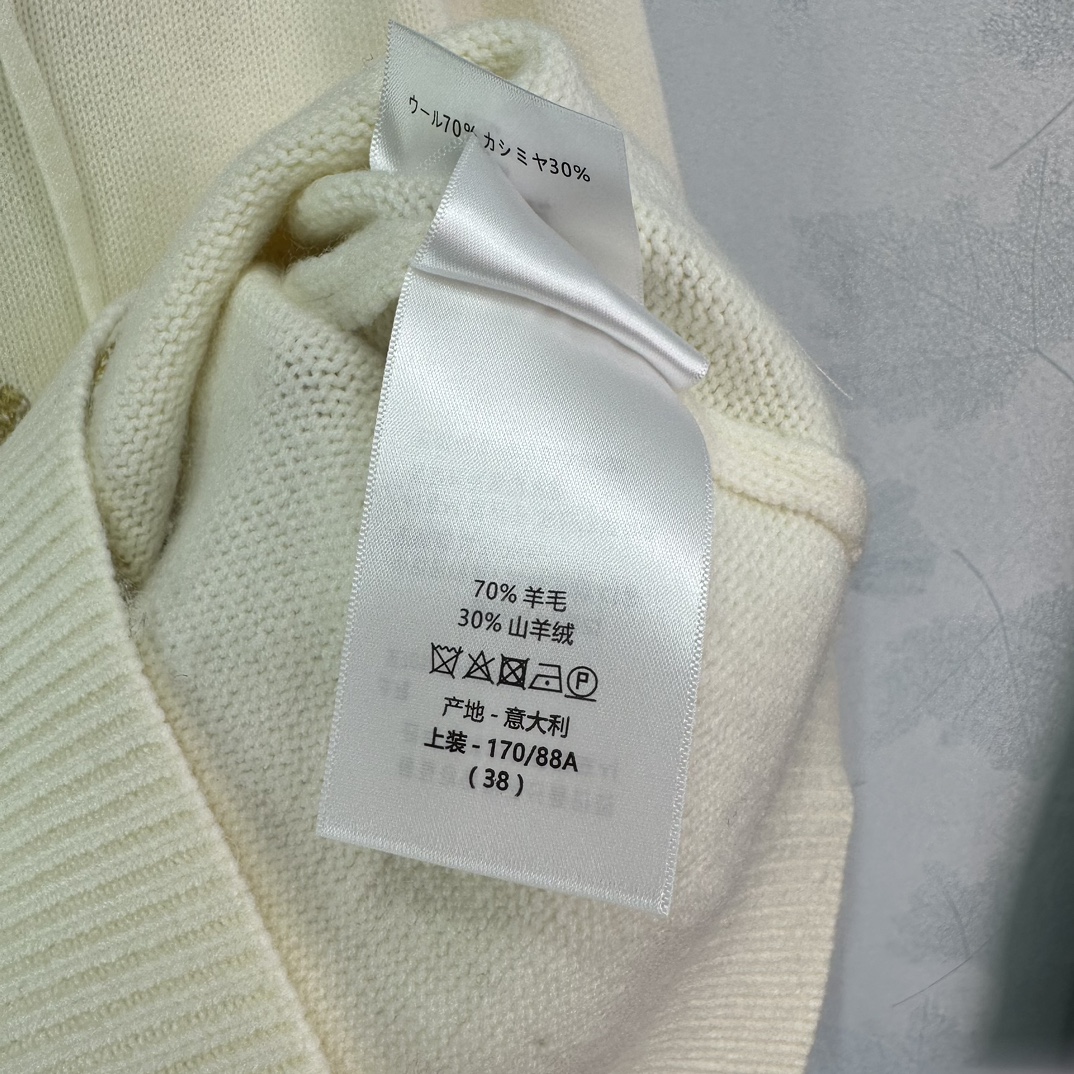 ウール70% カシミヤ30%
70% 羊毛
30% 山羊绒
P
产地 - 意大利
上装 - 170/88A
( 38 )